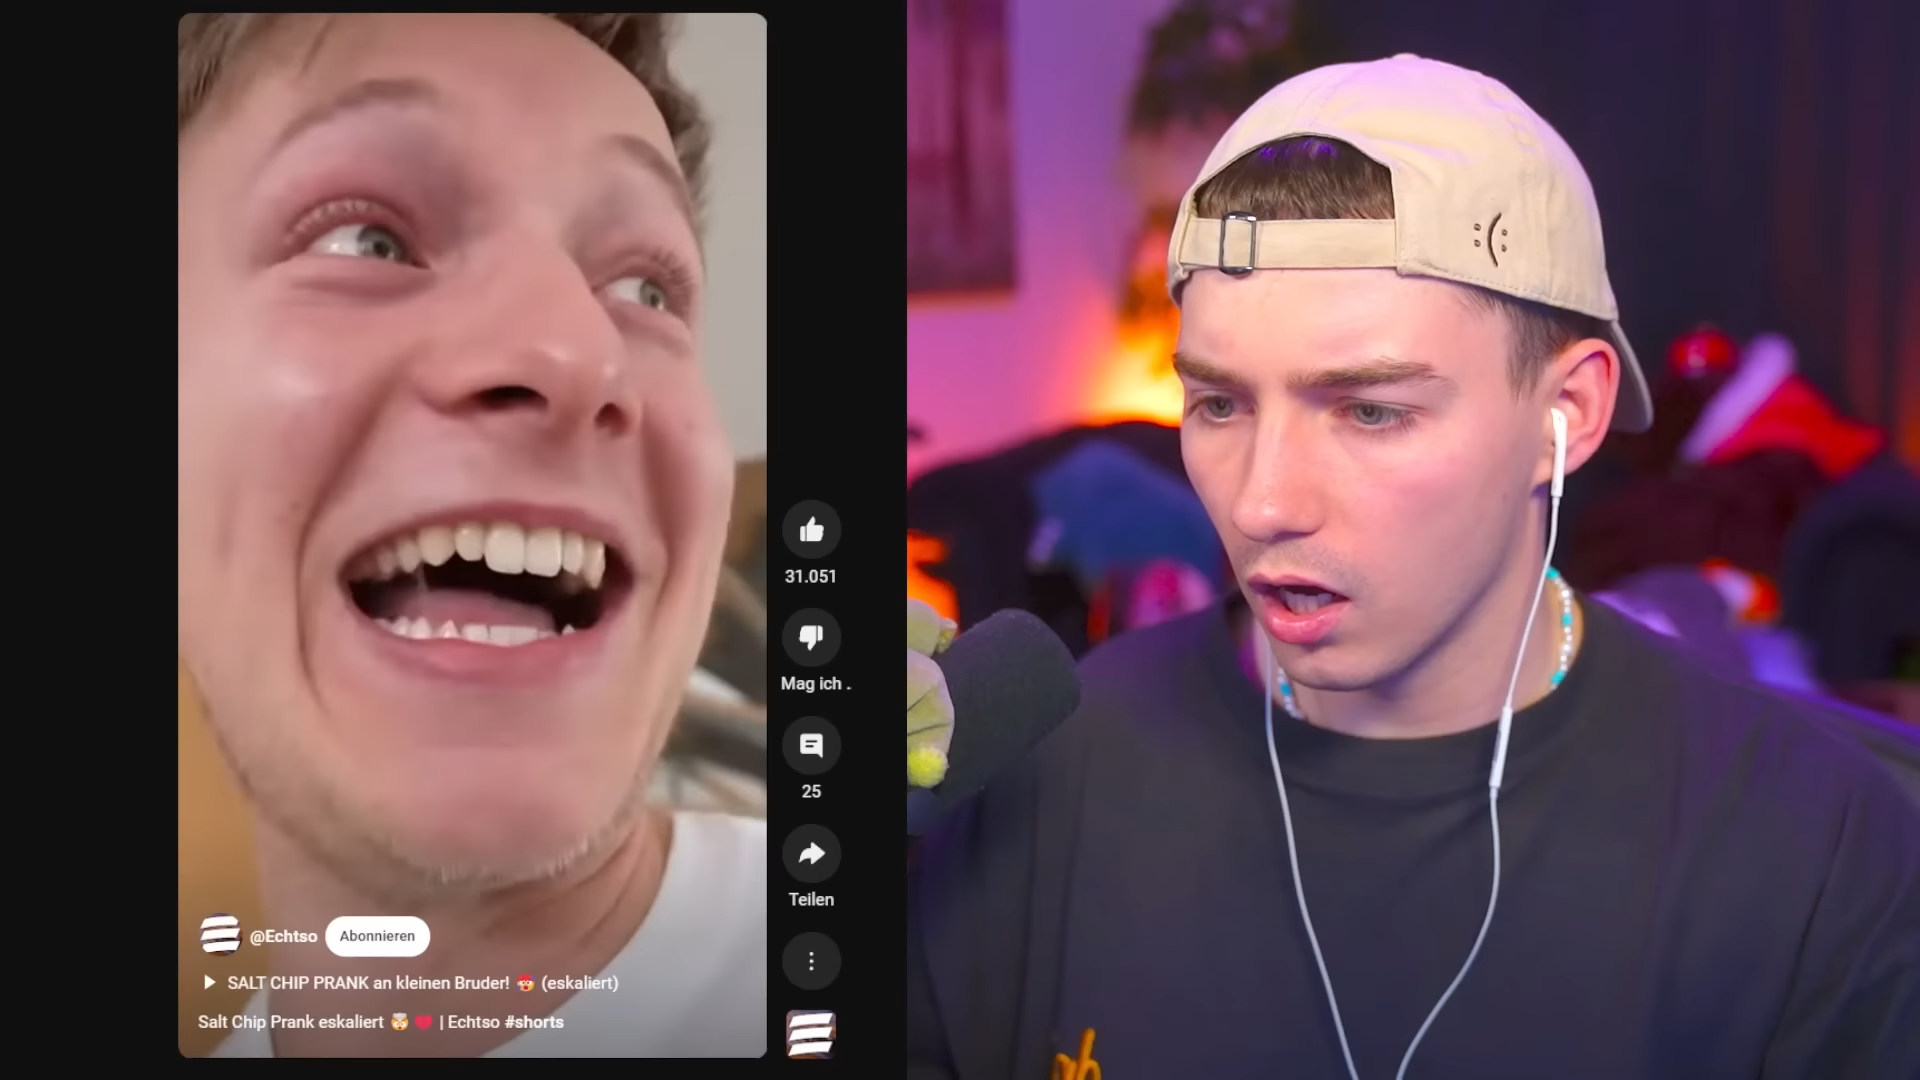 31.051
Mag ich .
25
Teilen
@Echtso Abonnieren
SALT CHIP PRANK an kleinen Bruder! 🤯 (eskaliert)
Salt Chip Prank eskaliert 🤯 💔 | Echtso #shorts